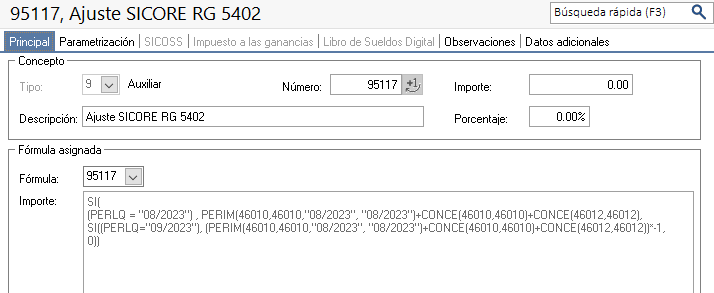 95117, Ajuste SICORE RG 5402
Búsqueda rápida (F3)
Principal Parametrización SICOSS Impuesto a las ganancias Libro de Sueldos Digital Observaciones Datos adicionales
Concepto
Tipo: 9 Auxiliar Número: 95117 +1 Importe: 0.00
Descripción: Ajuste SICORE RG 5402 Porcentaje: 0.00%
Fórmula asignada
Fórmula: 95117
Importe: SI(
(PERLQ = "08/2023") , PERIM(46010,46010,"08/2023", "08/2023")+CONCE(46010,46010)+CONCE(46012,46012),
SI((PERLQ="09/2023"), (PERIM(46010,46010,"08/2023", "08/2023")+CONCE(46010,46010)+CONCE(46012,46012))*-1,
0))